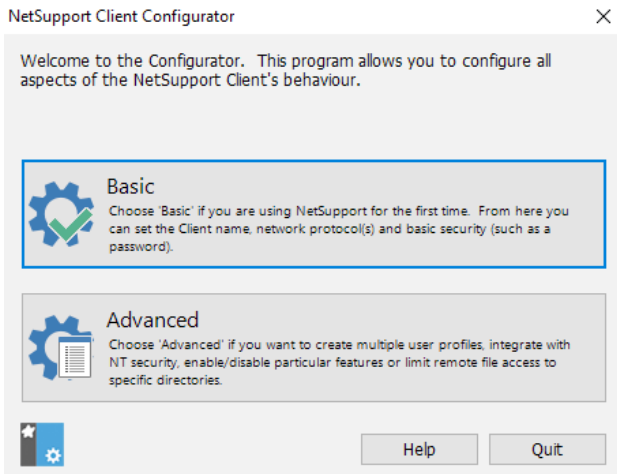 NetSupport Client Configurator
Welcome to the Configurator. This program allows you to configure all
aspects of the NetSupport Client's behaviour.
Basic
Choose 'Basic' if you are using NetSupport for the first time. From here you
can set the Client name, network protocol(s) and basic security (such as a
password).
Advanced
Choose 'Advanced' if you want to create multiple user profiles, integrate with
NT security, enable/disable particular features or limit remote file access to
specific directories.
Help
Quit